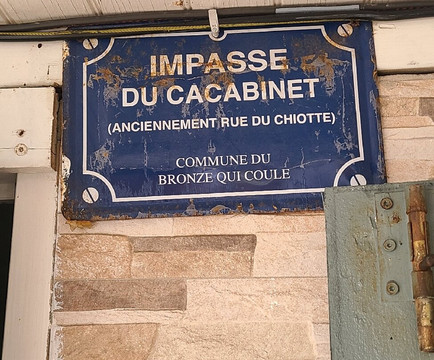 IMPASSE
DU CACABINET
(ANCIENNEMENT RUE DU CHIOTTE)
COMMUNE DU
BRONZE QUI COULE